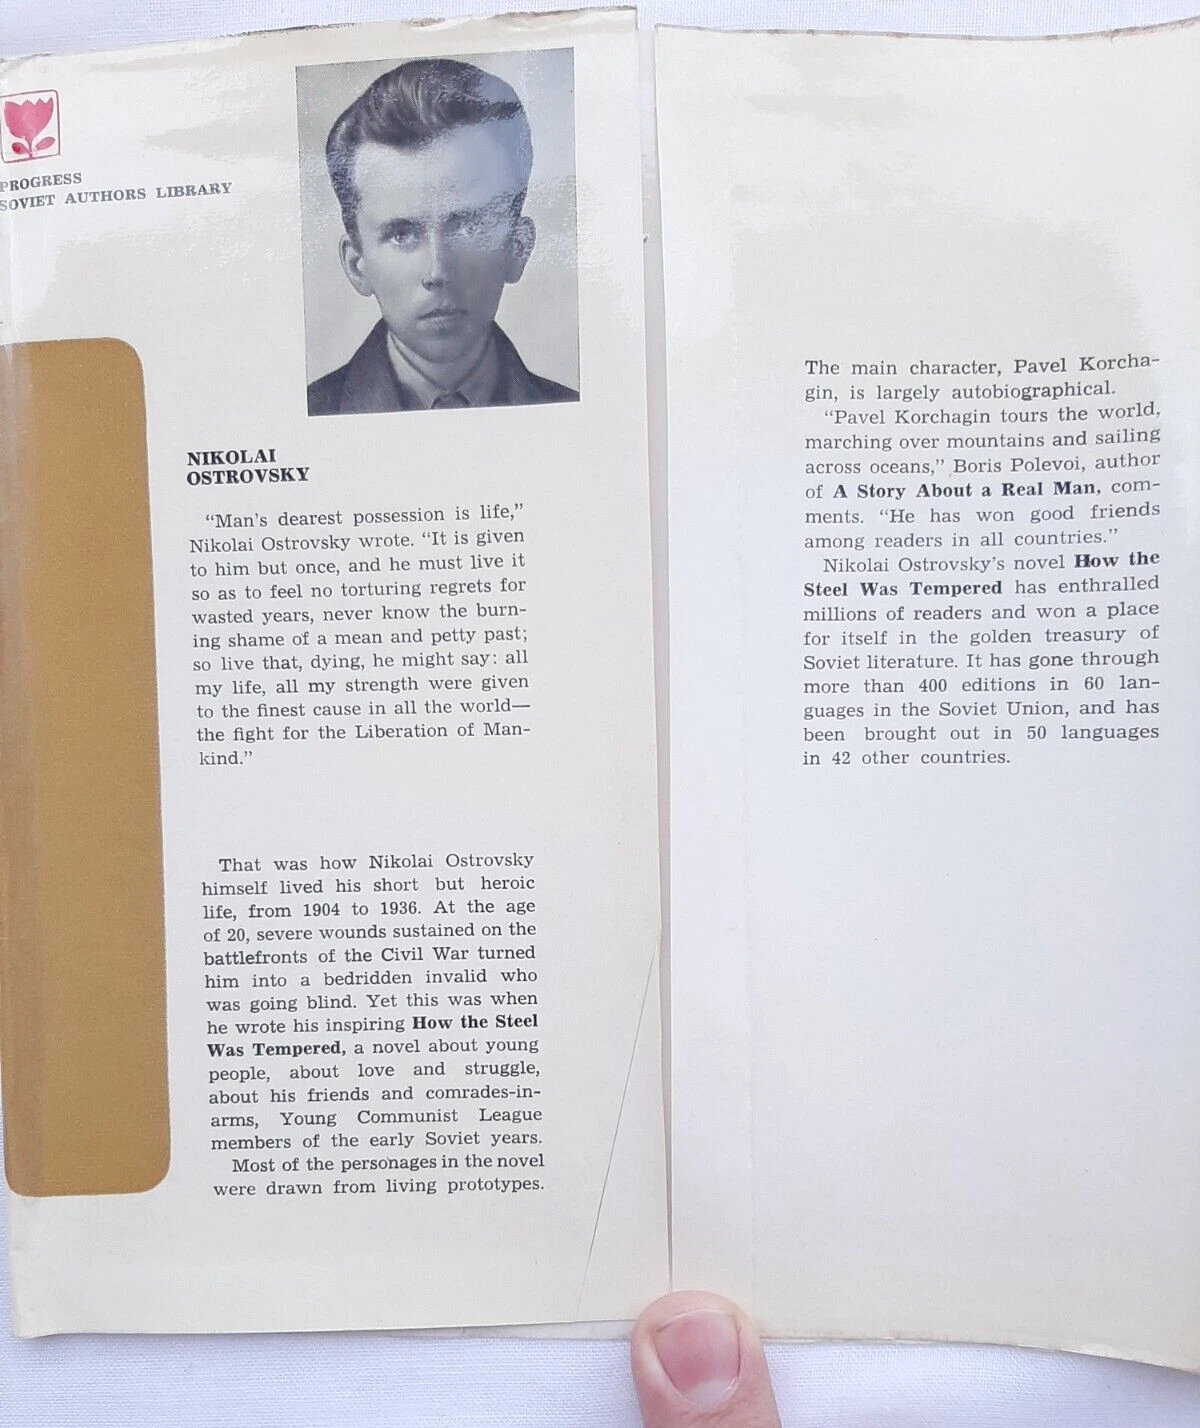 PROGRESS
SOVIET AUTHORS LIBRARY
NIKOLAI
OSTROVSKY
“Man’s dearest possession is life,”
Nikolai Ostrovsky wrote. “It is given
to him but once, and he must live it
so as to feel no torturing regrets for
wasted years, never know the burn-
ing shame of a mean and petty past;
so live that, dying, he might say: all
my life, all my strength were given
to the finest cause in all the world—
the fight for the Liberation of Man-
kind.”
That was how Nikolai Ostrovsky
himself lived his short but heroic
life, from 1904 to 1936. At the age
of 20, severe wounds sustained on the
battlefronts of the Civil War turned
him into a bedridden invalid who
was going blind. Yet this was when
he wrote his inspiring How the Steel
Was Tempered, a novel about young
people, about love and struggle,
about his friends and comrades-in-
arms, Young Communist League
members of the early Soviet years.
Most of the personages in the novel
were drawn from living prototypes.
The main character, Pavel Korcha-
gin, is largely autobiographical.
“Pavel Korchagin tours the world,
marching over mountains and sailing
across oceans,” Boris Polevoi, author
of A Story About a Real Man, com-
ments. “He has won good friends
among readers in all countries.”
Nikolai Ostrovsky’s novel How the
Steel Was Tempered has enthralled
millions of readers and won a place
for itself in the golden treasury of
Soviet literature. It has gone through
more than 400 editions in 60 lan-
guages in the Soviet Union, and has
been brought out in 50 languages
in 42 other countries.